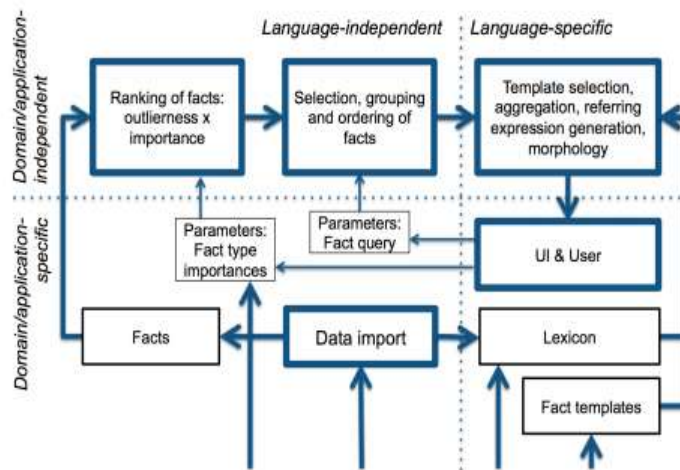 Language-independent
Language-specific
Domain/application-
independent
Ranking of facts:
outlierness x
importance
Selection, grouping
and ordering of
facts
Template selection,
aggregation, referring
expression generation,
morphology
Domain/application-
specific
Parameters:
Fact type
importances
Parameters:
Fact query
UI & User
Facts
Data import
Lexicon
Fact templates